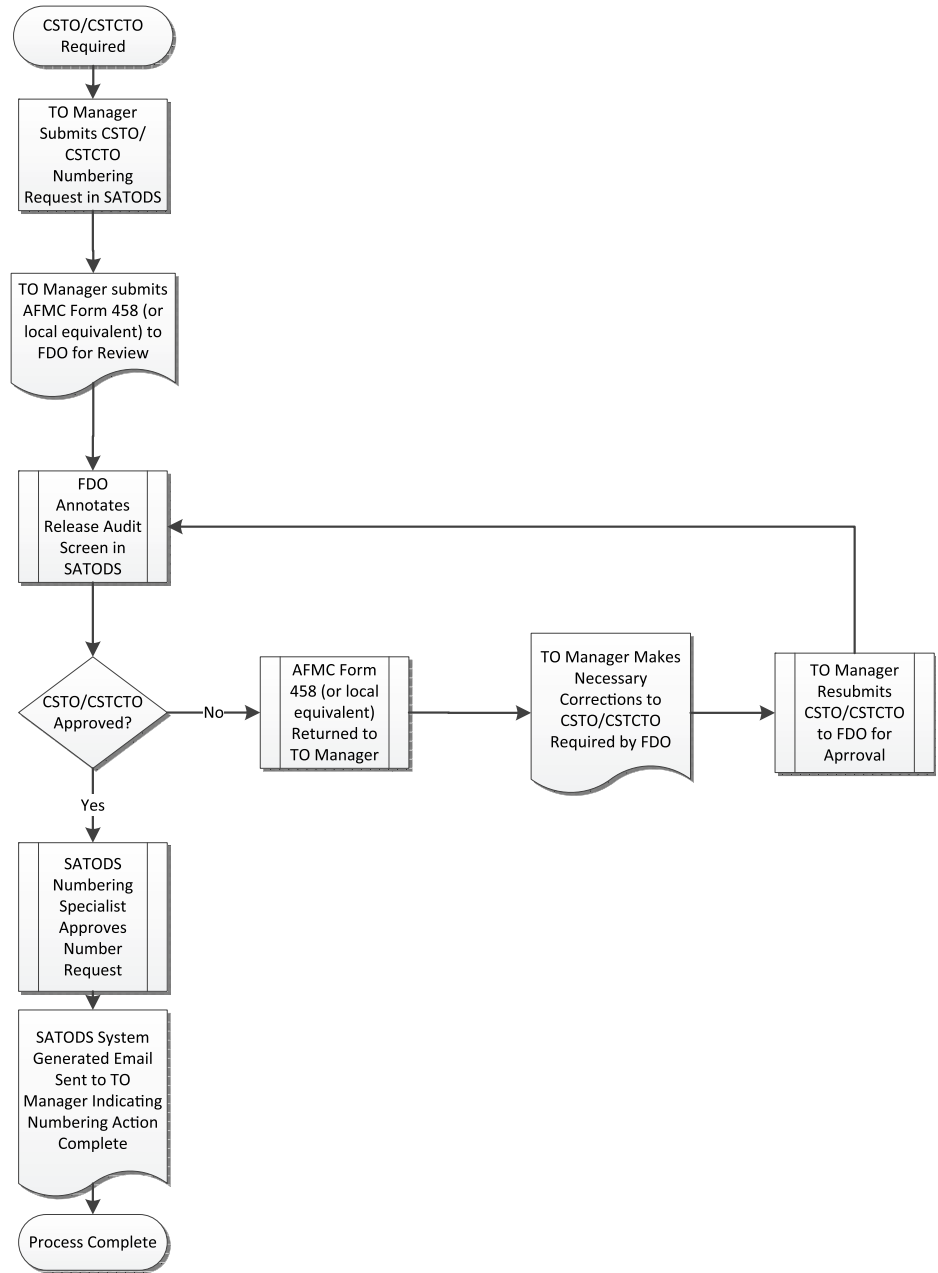 CSTO/CSTCTO
Required
TO Manager
Submits CSTO/
CSTCTO
Numbering
Request in SATODS
TO Manager submits
AFMC Form 458 (or
local equivalent) to
FDO for Review
FDO
Annotates
Release Audit
Screen in
SATODS
CSTO/CSTCTO
Approved?
No
AFMC Form
458 (or local
equivalent)
Returned to
TO Manager
TO Manager Makes
Necessary
Corrections to
CSTO/CSTCTO
Required by FDO
TO Manager
Resubmits
CSTO/CSTCTO
to FDO for
Aprroval
Yes
SATODS
Numbering
Specialist
Approves
Number
Request
SATODS System
Generated Email
Sent to TO
Manager Indicating
Numbering Action
Complete
Process Complete